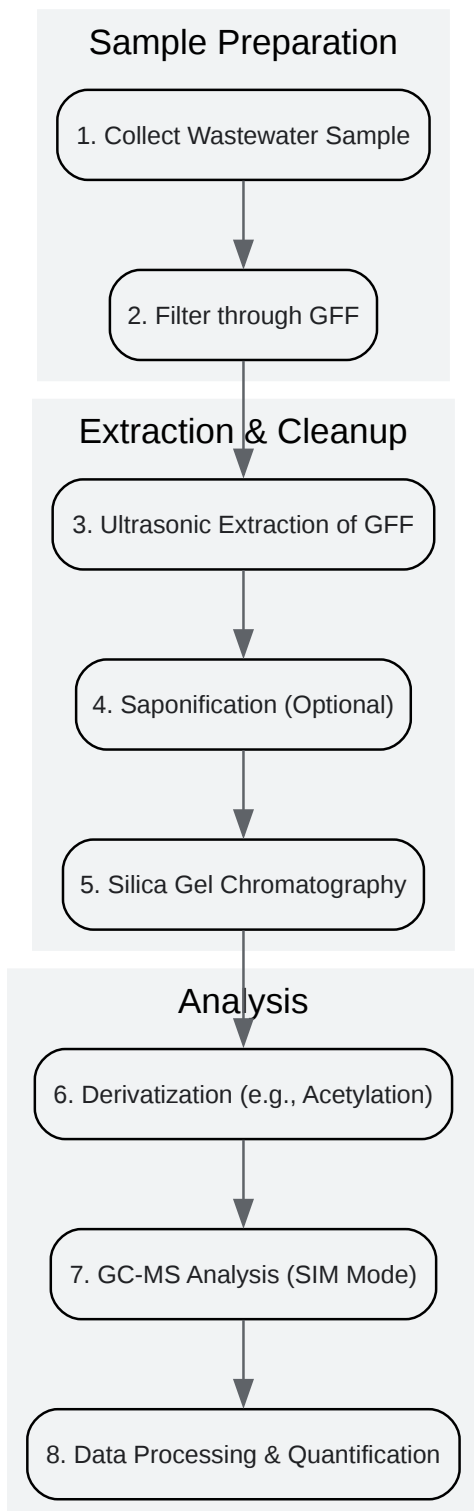 Sample Preparation
1. Collect Wastewater Sample
2. Filter through GFF
Extraction & Cleanup
3. Ultrasonic Extraction of GFF
4. Saponification (Optional)
5. Silica Gel Chromatography
Analysis
6. Derivatization (e.g., Acetylation)
7. GC-MS Analysis (SIM Mode)
8. Data Processing & Quantification